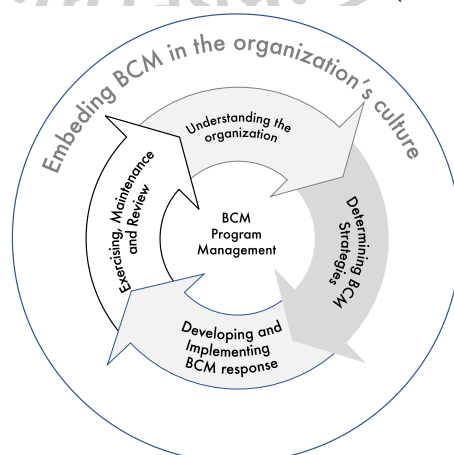 Embeding BCM in the organization's culture
Understanding the
organization
Determining BCM
Strategies
Developing and
Implementing
BCM response
Exercising, Maintenance
and Review
BCM
Program
Management